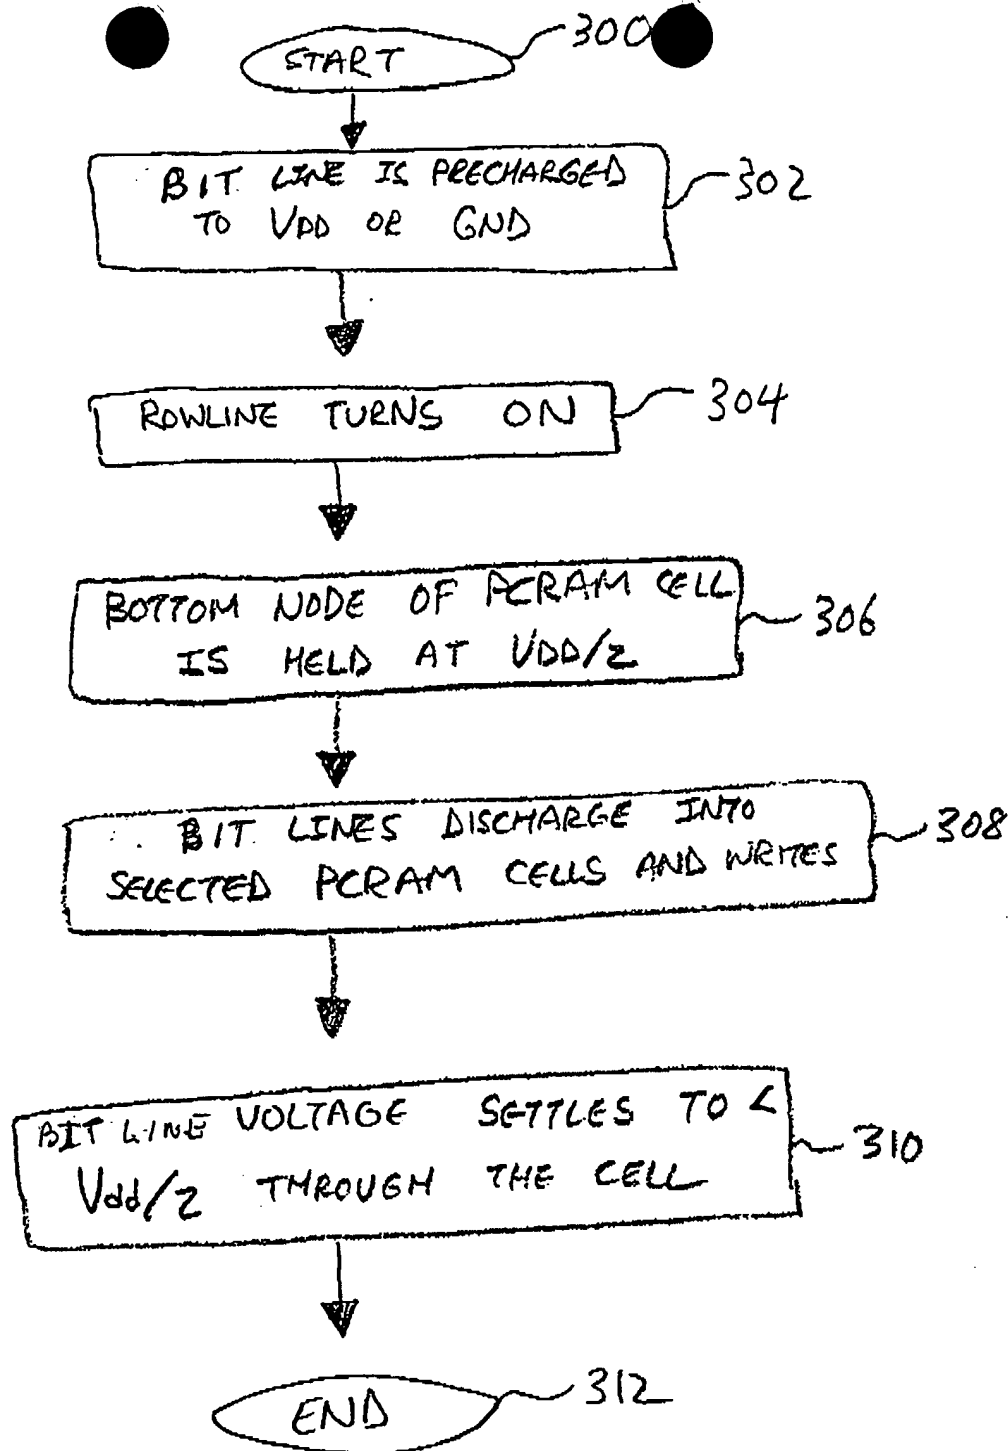 START
300
BIT LINE IS PRECHARGED
TO VDD OR GND
302
ROWLINE TURNS ON
304
BOTTOM NODE OF PCRAM CELL
IS HELD AT VDD/2
306
BIT LINES DISCHARGE INTO
SELECTED PCRAM CELLS AND WRITES
308
BIT LINE VOLTAGE SETTLES TO <
Vdd/2 THROUGH THE CELL
310
END
312